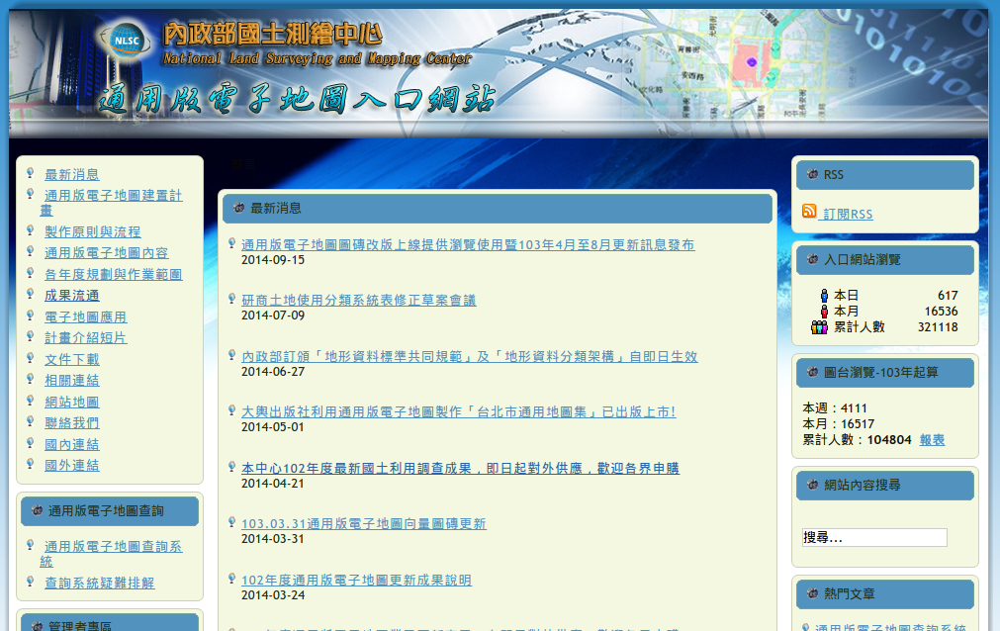 NLSC
內政部國土測繪中心
National Land Surveying and Mapping Center
通用版電子地圖入口網站
最新消息
通用版電子地圖建置計
畫
製作原則與流程
通用版電子地圖內容
各年度規劃與作業範圍
成果流通
電子地圖應用
計畫介紹短片
文件下載
相關連結
網站地圖
聯絡我們
國內連結
國外連結
通用版電子地圖查詢
通用版電子地圖查詢系
統
查詢系統疑難排解
管理者專區
最新消息
通用版電子地圖圖磚改版上線提供瀏覽使用暨103年4月至8月更新訊息發布
2014-09-15
研商土地使用分類系統表修正草案會議
2014-07-09
內政部訂頒「地形資料標準共同規範」及「地形資料分類架構」自即日生效
2014-06-27
大輿出版社利用通用版電子地圖製作「台北市通用地圖集」已出版上市!
2014-05-01
本中心102年度最新國土利用調查成果，即日起對外供應，歡迎各界申購
2014-04-21
103.03.31通用版電子地圖向量圖磚更新
2014-03-31
102年度通用版電子地圖更新成果說明
2014-03-24
RSS
訂閱RSS
入口網站瀏覽
本日 617
本月 16536
累計人數 321118
圖台瀏覽-103年起算
本週：4111
本月：16517
累計人數：104804 報表
網站內容搜尋
搜尋...
熱門文章
通用版電子地圖查詢系統